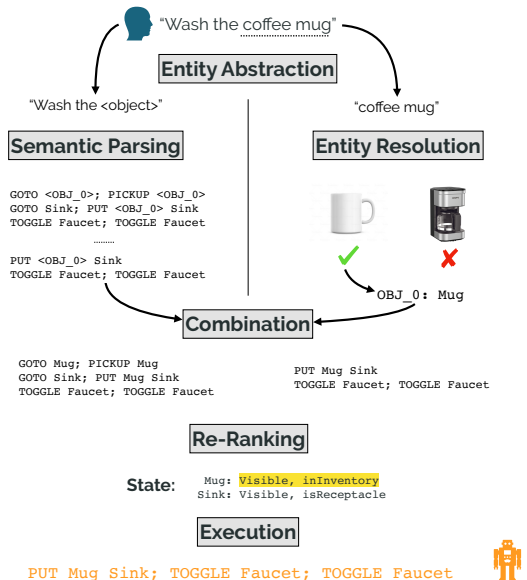 “Wash the coffee mug”
Entity Abstraction
“Wash the <object>”
“coffee mug”
Semantic Parsing
Entity Resolution
GOTO <OBJ_0>; PICKUP <OBJ_0>
GOTO Sink; PUT <OBJ_0> Sink
TOGGLE Faucet; TOGGLE Faucet
.........
PUT <OBJ_0> Sink
TOGGLE Faucet; TOGGLE Faucet
OBJ_0: Mug
Combination
GOTO Mug; PICKUP Mug
GOTO Sink; PUT Mug Sink
TOGGLE Faucet; TOGGLE Faucet
PUT Mug Sink
TOGGLE Faucet; TOGGLE Faucet
Re-Ranking
State:
Mug: Visible, inInventory
Sink: Visible, isReceptacle
Execution
PUT Mug Sink; TOGGLE Faucet; TOGGLE Faucet